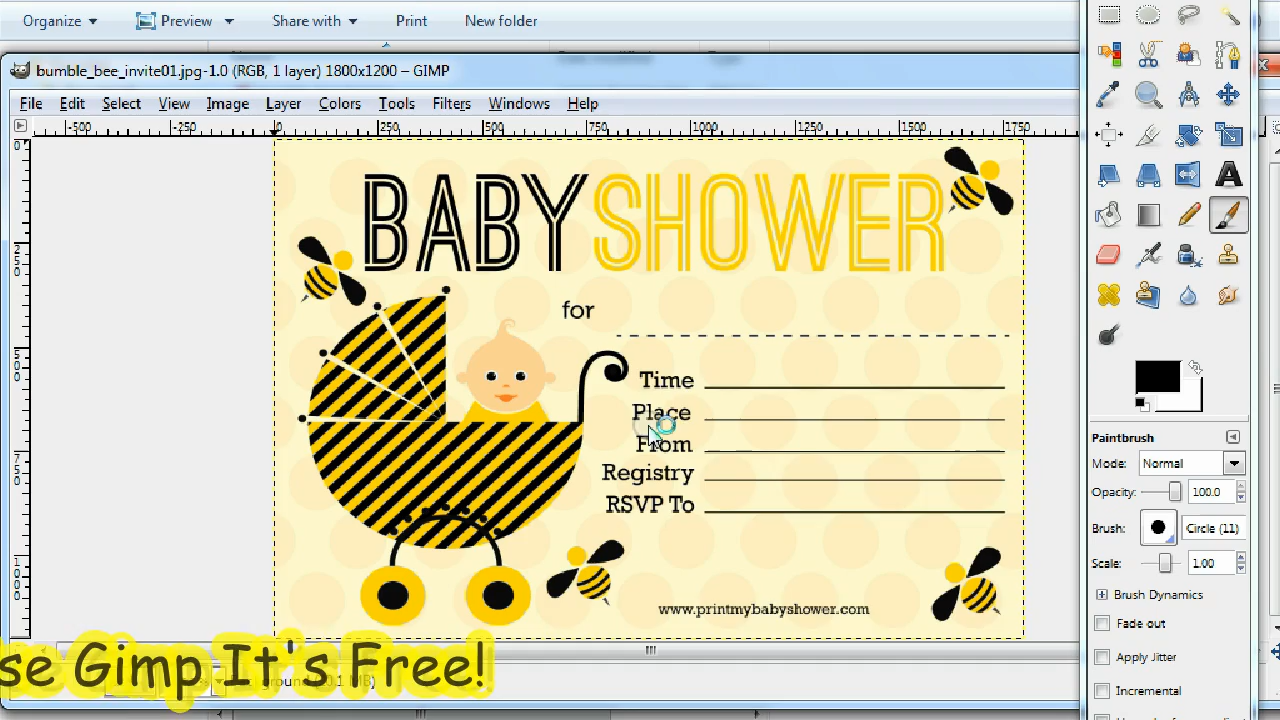 Organize Preview Share with Print New folder
bumble_bee_invite01.jpg-1.0 (RGB, 1 layer) 1800x1200 – GIMP
File Edit Select View Image Layer Colors Tools Filters Windows Help
-500 -250 0 250 500 750 1000 1250 1500 1750
BABY SHOWER
for
Time
Place
From
Registry
RSVP To
www.printmybabyshower.com
Paintbrush
Mode: Normal
Opacity: 100.0
Brush: Circle (11)
Scale: 1.00
Brush Dynamics
Fade out
Apply Jitter
Incremental
se Gimp It's Free!